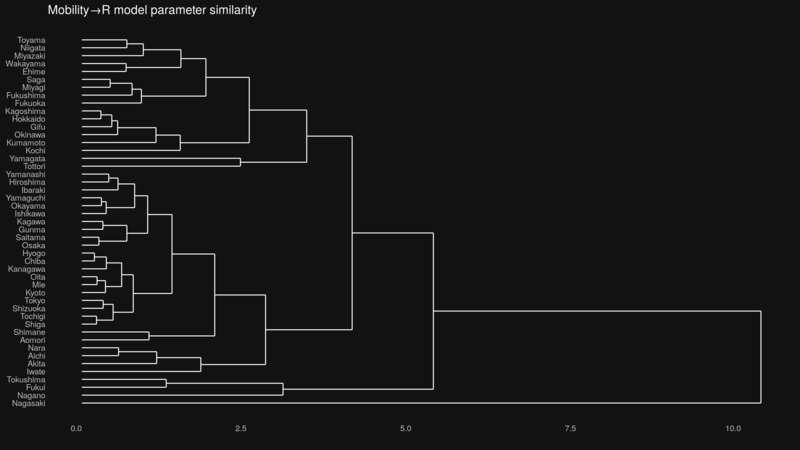 Mobility→R model parameter similarity
Toyama
Niigata
Miyazaki
Wakayama
Ehime
Saga
Miyagi
Fukushima
Fukuoka
Kagoshima
Hokkaido
Gifu
Okinawa
Kumamoto
Kochi
Yamagata
Tottori
Yamanashi
Hiroshima
Ibaraki
Yamaguchi
Okayama
Ishikawa
Kagawa
Gunma
Saitama
Osaka
Hyogo
Chiba
Kanagawa
Oita
Mie
Kyoto
Tokyo
Shizuoka
Tochigi
Shiga
Shimane
Aomori
Nara
Aichi
Akita
Iwate
Tokushima
Fukui
Nagano
Nagasaki
0.0 2.5 5.0 7.5 10.0